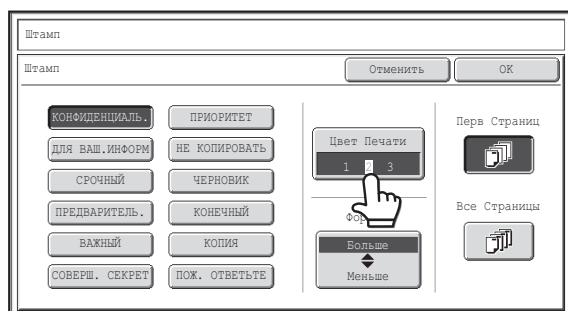 Штамп
Штамп
Отменить
OK
КОНФИДЕНЦИАЛЬ.
ПРИОРИТЕТ
ДЛЯ ВАШ.ИНФОРМ
НЕ КОПИРОВАТЬ
СРОЧНЫЙ
ЧЕРНОВИК
ПРЕДВАРИТЕЛЬ.
КОНЕЧНЫЙ
ВАЖНЫЙ
КОПИЯ
СОВЕРШ. СЕКРЕТ
ПОЖ. ОТВЕТЬТЕ
Цвет Печати
1 2 3
Больше
Меньше
Перв Страниц
Все Страницы